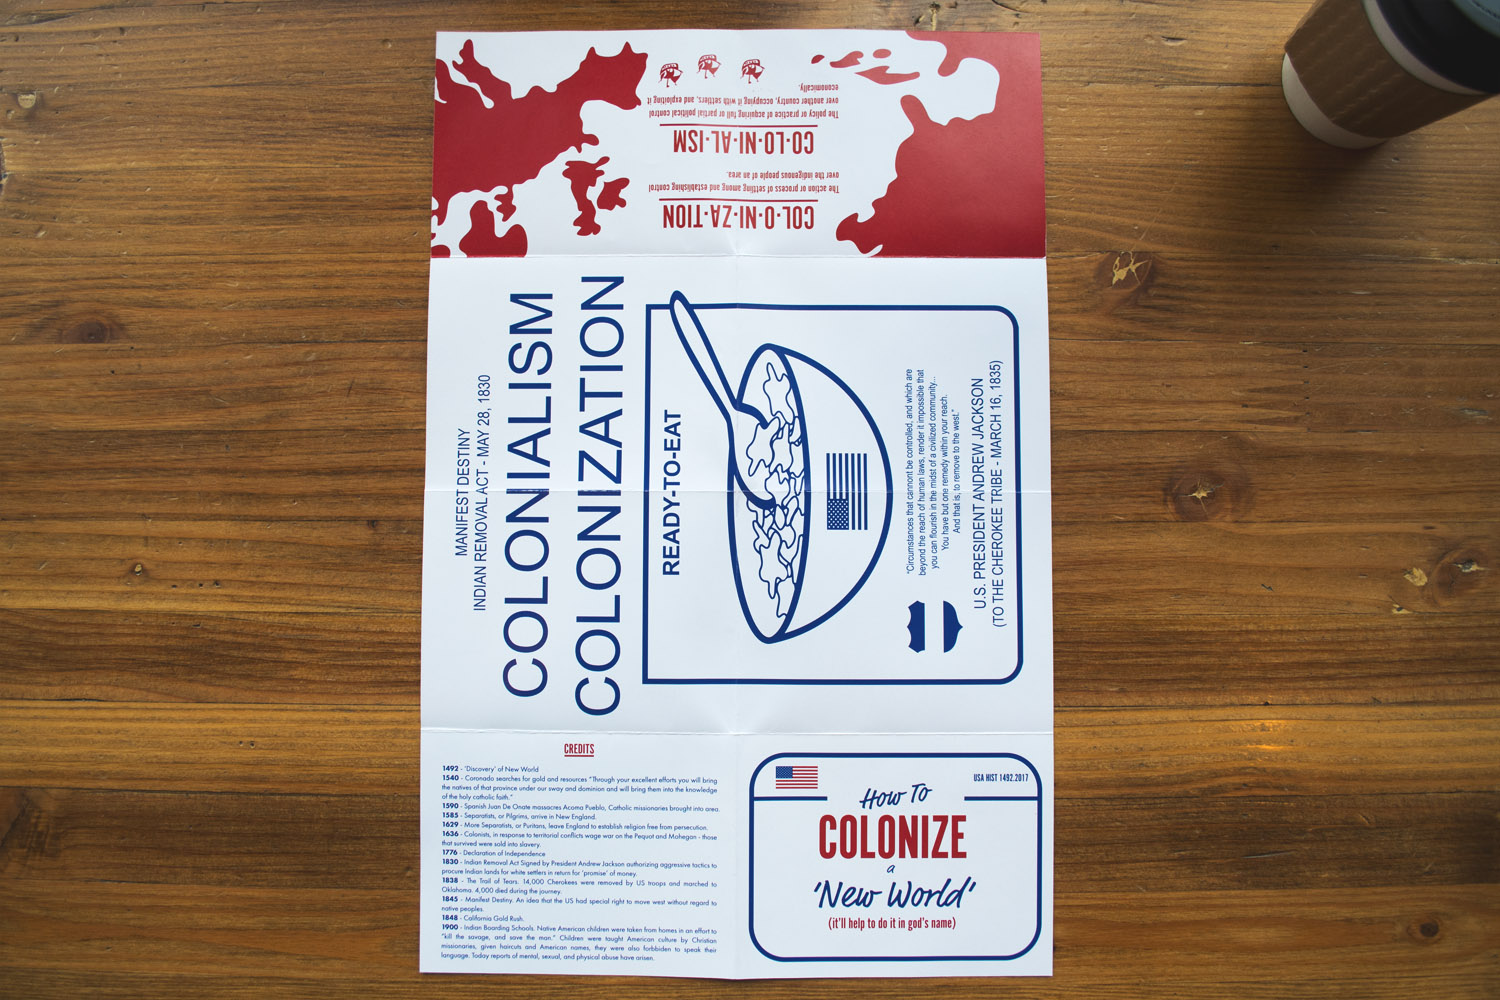 CO·LO·NI·AL·ISM
The policy or practice of acquiring full or partial political control
over another country, occupying it with settlers, and exploiting it
economically.
COL·O·NI·ZA·TION
The action or process of settling among and establishing control
over the indigenous people of an area.
MANIFEST DESTINY
INDIAN REMOVAL ACT - MAY 28, 1830
COLONIALISM
COLONIZATION
READY-TO-EAT
"Circumstances that cannont be controlled, and which are
beyond the reach of human laws, render it impossible that
you can flourish in the midst of a civilized community...
You have but one remedy within your reach.
And that is, to remove to the west."
U.S. PRESIDENT ANDREW JACKSON
(TO THE CHEROKEE TRIBE - MARCH 16, 1835)
CREDITS
1492 - 'Discovery' of New World
1540 - Coronado searches for gold and resources "Through your excellent efforts you will bring
the natives of that province under our sway and dominion and will bring them into the knowledge
of the holy catholic faith."
1590 - Spanish Juan De Onate massacres Acoma Pueblo, Catholic missionaries brought into area.
1585 - Separatists, or Pilgrims, arrive in New England.
1629 - More Separatists, or Puritans, leave England to establish religion free from persecution.
1636 - Colonists, in response to territorial conflicts wage war on the Pequot and Mohegan - those
that survived were sold into slavery.
1776 - Declaration of Independence
1830 - Indian Removal Act Signed by President Andrew Jackson authorizing aggressive tactics to
procure Indian lands for white settlers in return for 'promise' of money.
1838 - The Trail of Tears. 14,000 Cherokees were removed by US troops and marched to
Oklahoma. 4,000 died during the journey.
1845 - Manifest Destiny. An idea that the US had special right to move west without regard to
native peoples.
1848 - California Gold Rush.
1900 - Indian Boarding Schools. Native American children were taken from homes in an effort to
"kill the savage, and save the man." Children were taught American culture by Christian
missionaries, given haircuts and American names, they were also forbbiden to speak their
language. Today reports of mental, sexual, and physical abuse have arisen.
USA HIST 1492.2017
How To
COLONIZE
a
'New World'
(it'll help to do it in god's name)